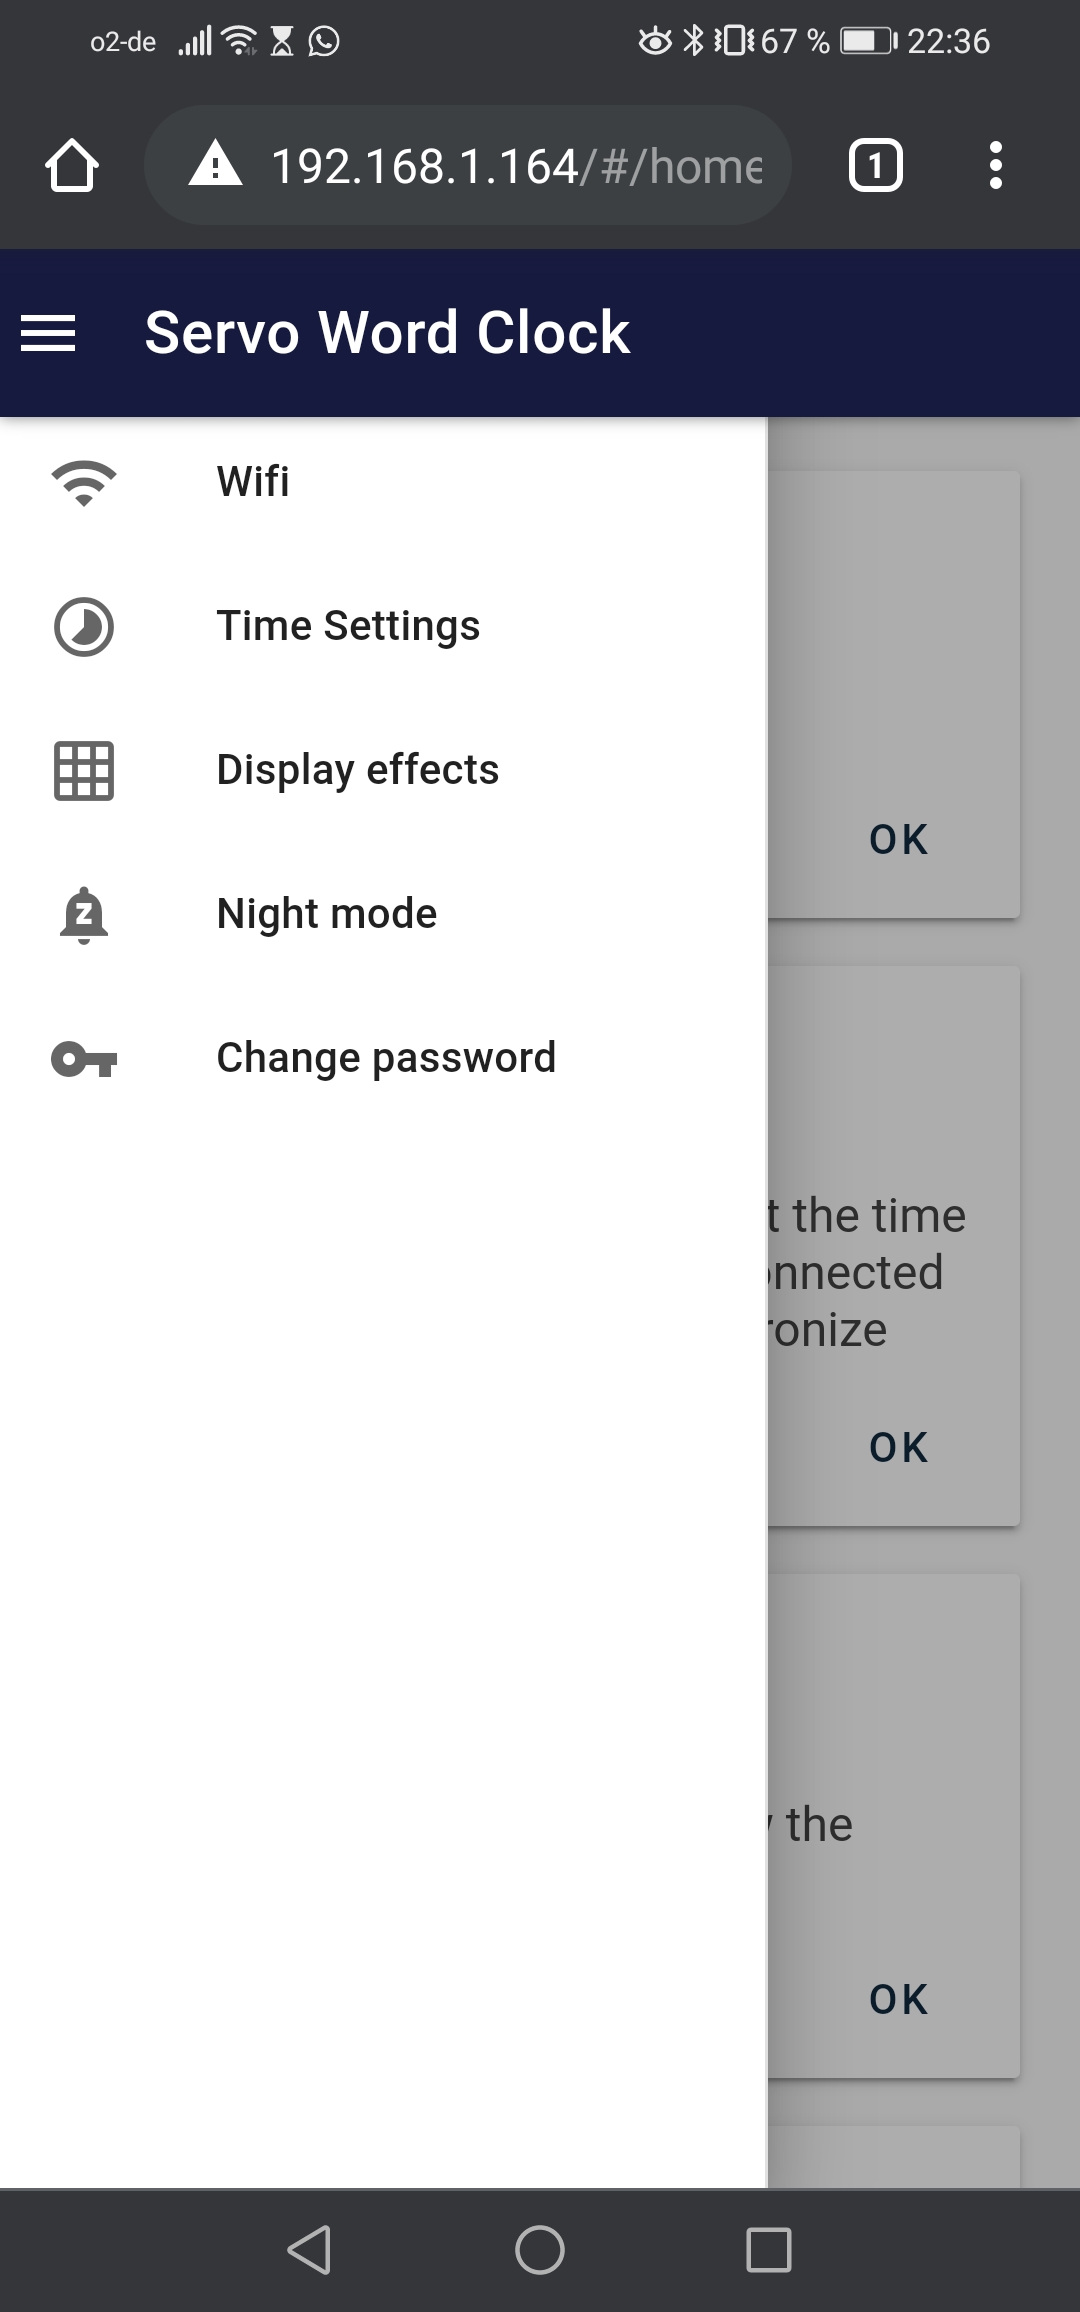 o2-de 67 % 22:36
192.168.1.164/#/home 1
Servo Word Clock
Wifi
Time Settings
Display effects
Z
Night mode
OK
Change password
the time
OK
the
OK